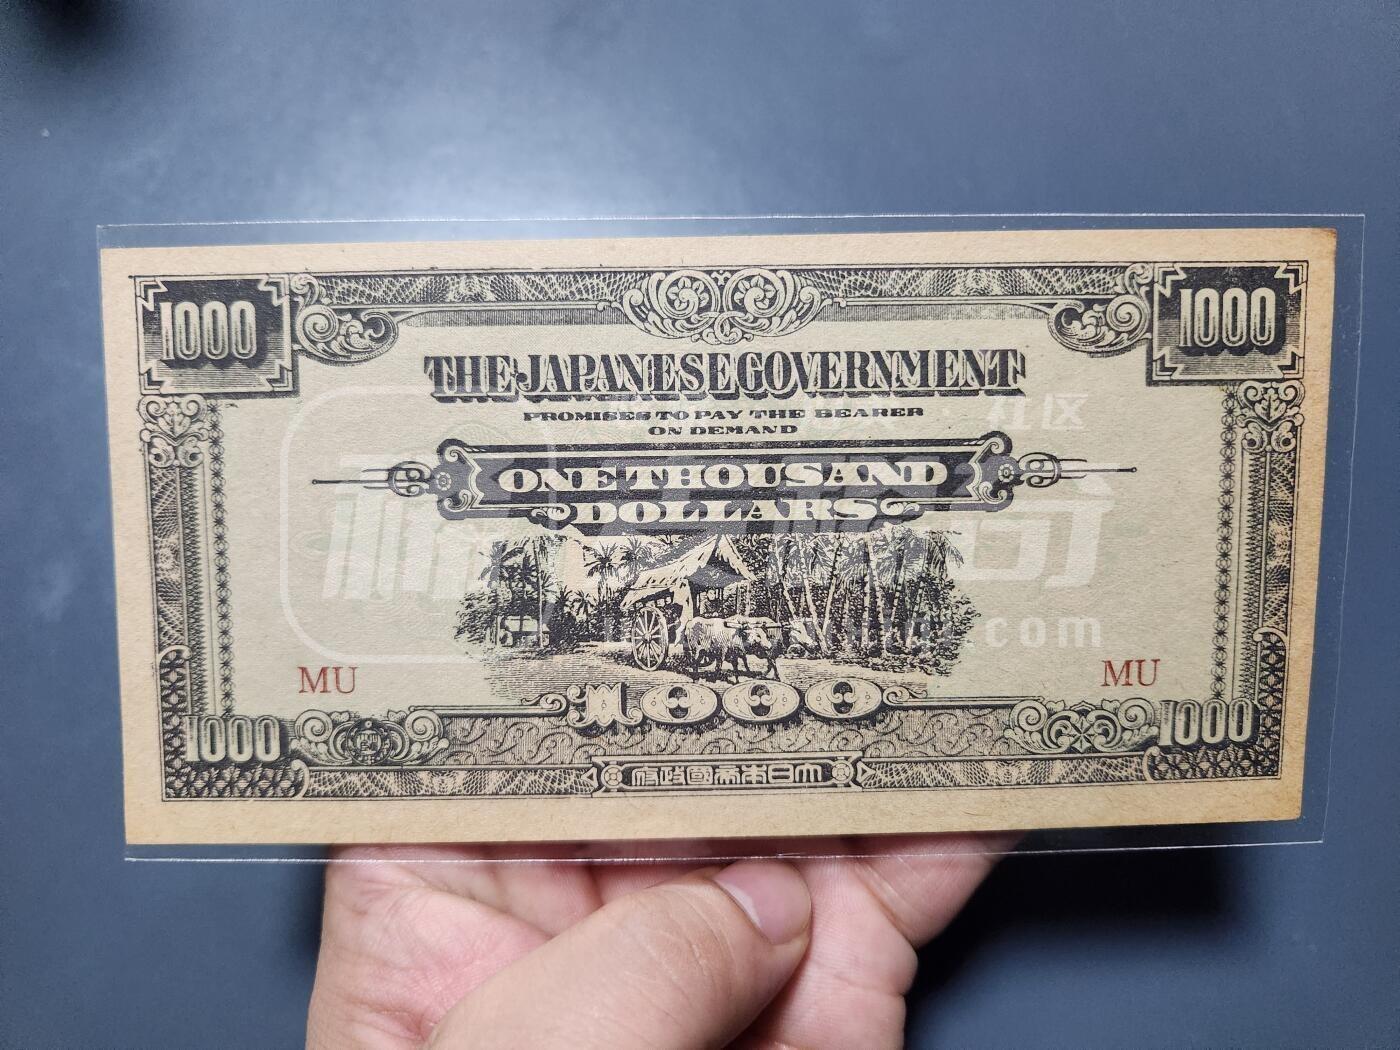 1000 1000
THE JAPANESE GOVERNMENT
PROMISES TO PAY THE BEARER
ON DEMAND
ONE THOUSAND
DOLLARS
MU MU
1000
1000 1000
府政國帝本日大